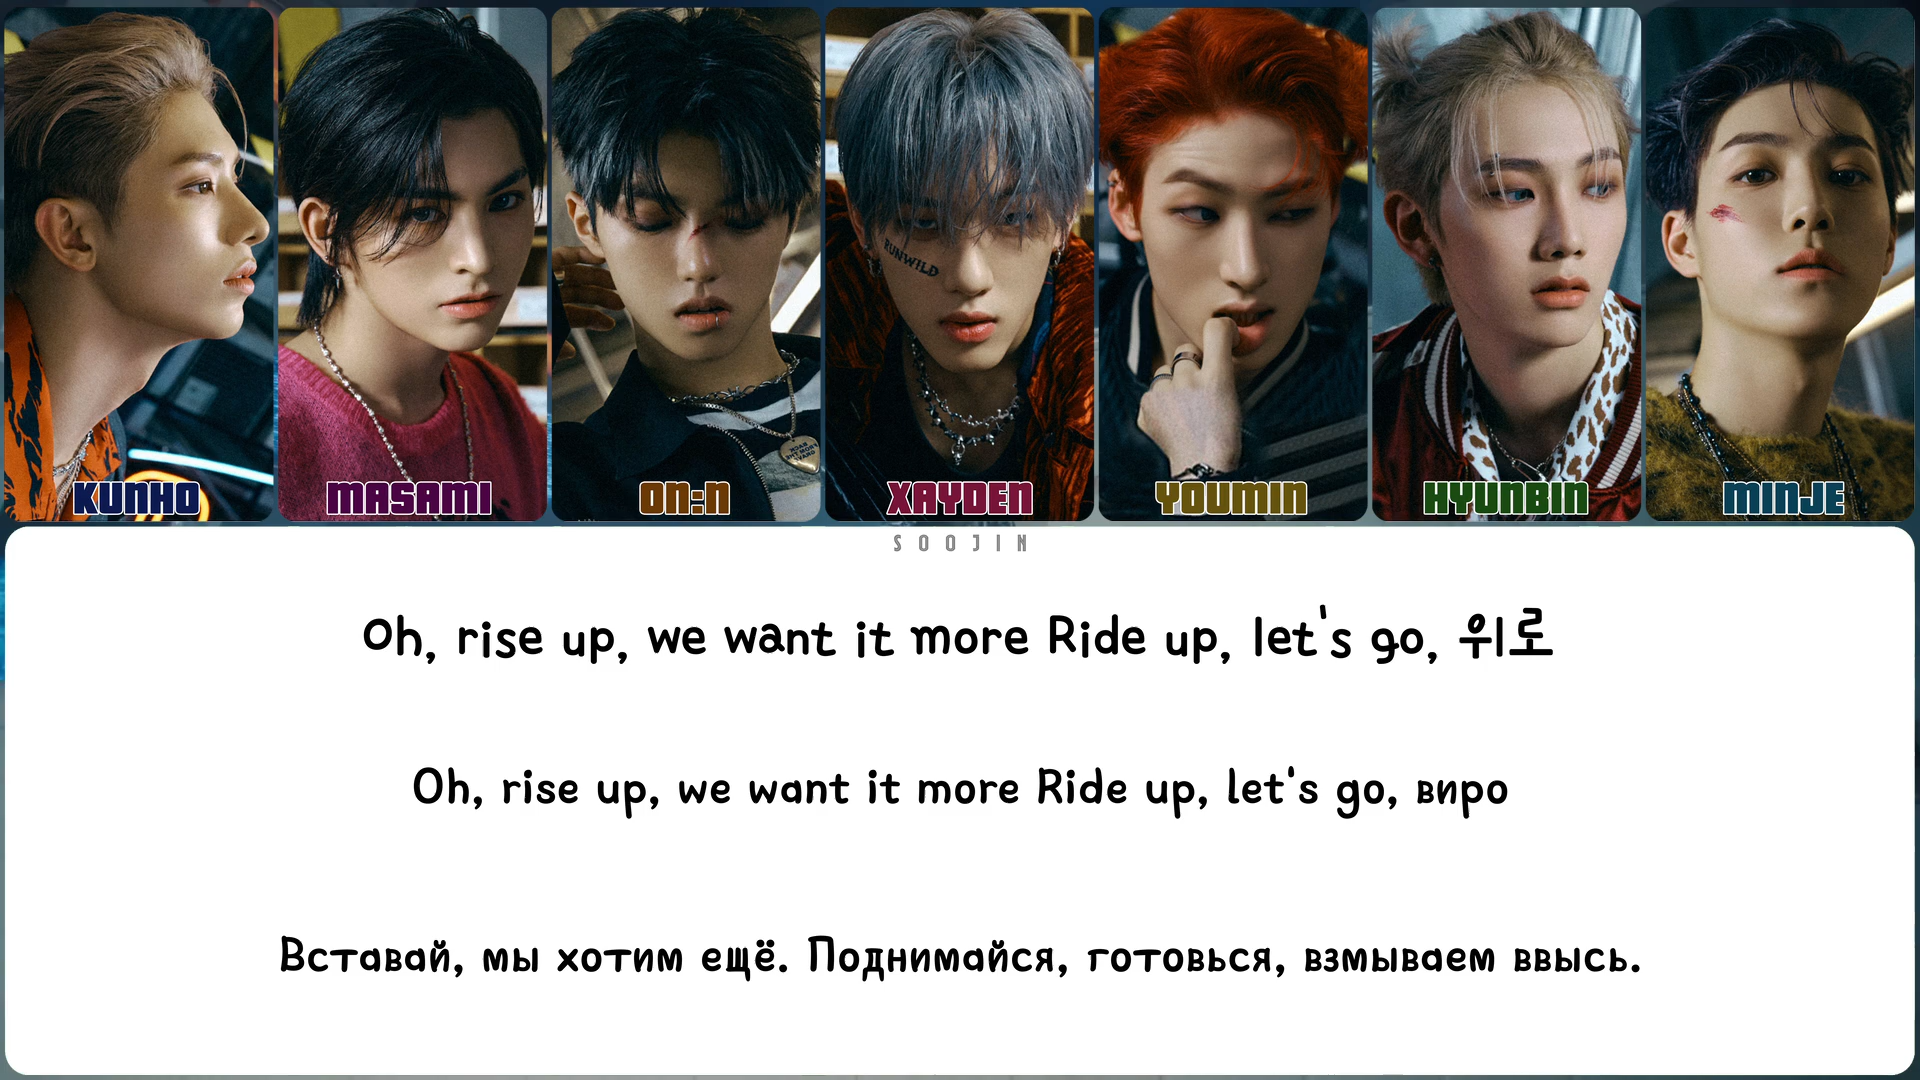 RUNWILD
KUNHO
MASAMI
ON:N
XAYDEN
YOUMIN
HYUNBIN
MINJE
SOOJIN
Oh, rise up, we want it more Ride up, let's go, 위로
Oh, rise up, we want it more Ride up, let's go, виро
Вставай, мы хотим ещё. Поднимайся, готовься, взмываем ввысь.